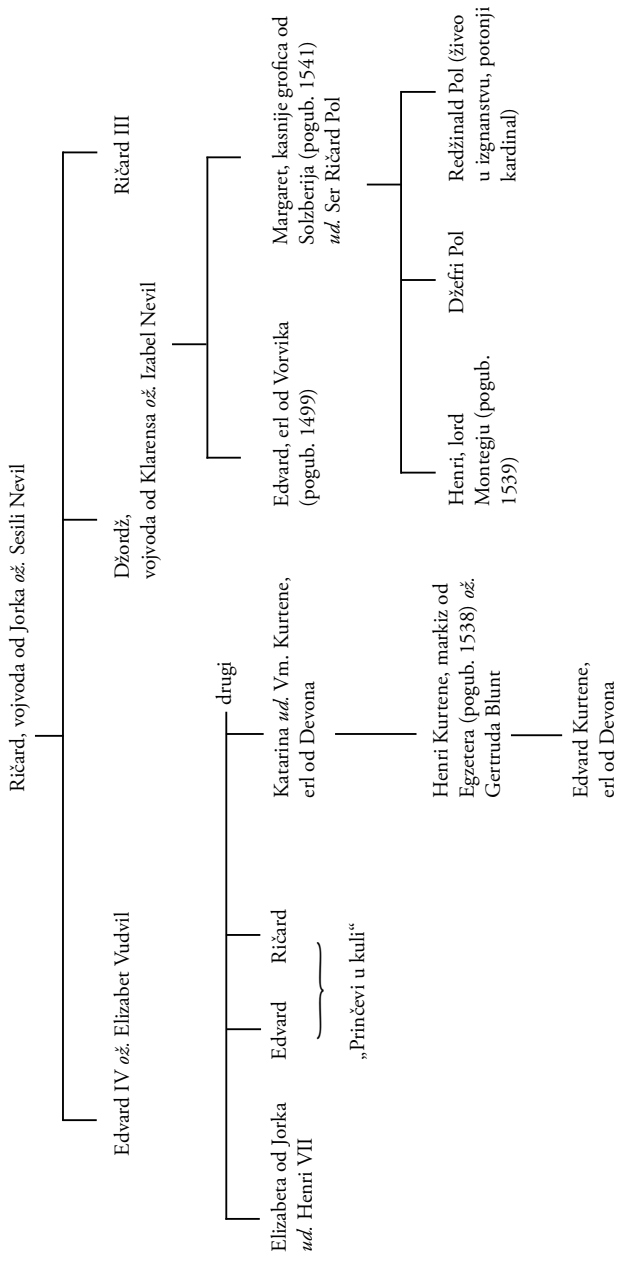 Ričard, vojvoda od Jorka ož. Sesili Nevil
Edvard IV ož. Elizabet Vudvil
Džordž,
vojvoda od Klarensa ož. Izabel Nevil
Ričard III
drugi
Elizabeta od Jorka
ud. Henri VII
Edvard
Ričard
„Prinčevi u kuli“
Katarina ud. Vm. Kurtene,
erl od Devona
Edvard, erl od Vorvika
(pogub. 1499)
Margaret, kasnije grofica od
Solzberija (pogub. 1541)
ud. Ser Ričard Pol
Henri Kurtene, markiz od
Egzetera (pogub. 1538) ož.
Gertruda Blunt
Henri, lord
Montegju (pogub.
1539)
Džefri Pol
Redžinald Pol (živeo
u izgnanstvu, potonji
kardinal)
Edvard Kurtene,
erl od Devona